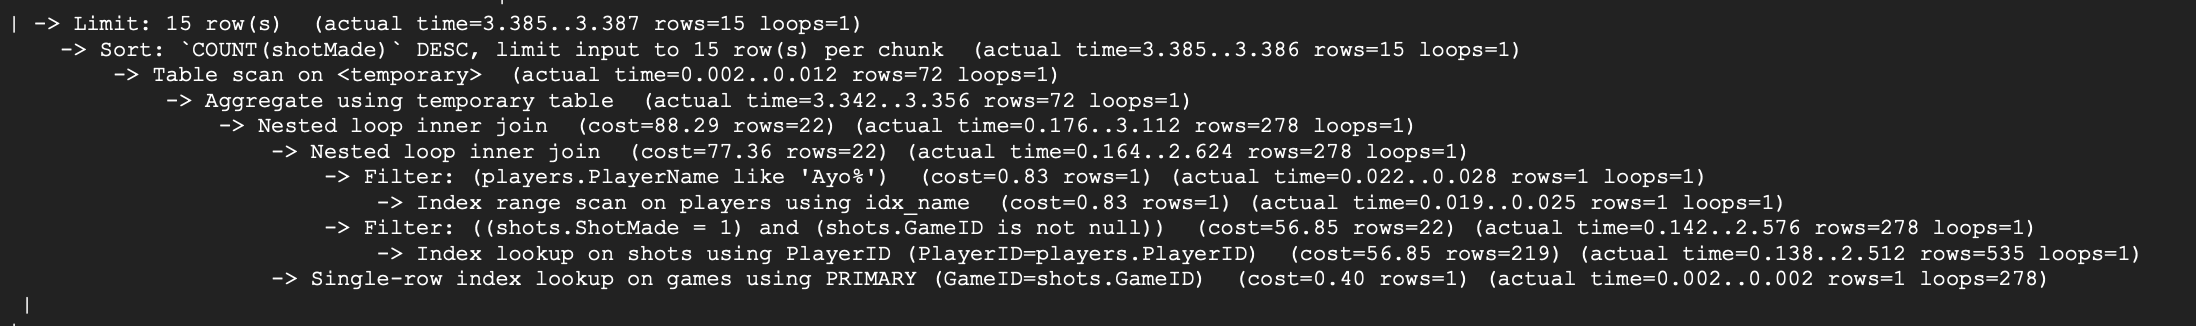 | -> Limit: 15 row(s)  (actual time=3.385..3.387 rows=15 loops=1)
    -> Sort: `COUNT(shotMade)` DESC, limit input to 15 row(s) per chunk  (actual time=3.385..3.386 rows=15 loops=1)
        -> Table scan on <temporary>  (actual time=0.002..0.012 rows=72 loops=1)
            -> Aggregate using temporary table  (actual time=3.342..3.356 rows=72 loops=1)
                -> Nested loop inner join  (cost=88.29 rows=22) (actual time=0.176..3.112 rows=278 loops=1)
                    -> Nested loop inner join  (cost=77.36 rows=22) (actual time=0.164..2.624 rows=278 loops=1)
                        -> Filter: (players.PlayerName like 'Ayo%')  (cost=0.83 rows=1) (actual time=0.022..0.028 rows=1 loops=1)
                            -> Index range scan on players using idx_name  (cost=0.83 rows=1) (actual time=0.019..0.025 rows=1 loops=1)
                        -> Filter: ((shots.ShotMade = 1) and (shots.GameID is not null))  (cost=56.85 rows=22) (actual time=0.142..2.576 rows=278 loops=1)
                            -> Index lookup on shots using PlayerID (PlayerID=players.PlayerID)  (cost=56.85 rows=219) (actual time=0.138..2.512 rows=535 loops=1)
                    -> Single-row index lookup on games using PRIMARY (GameID=shots.GameID)  (cost=0.40 rows=1) (actual time=0.002..0.002 rows=1 loops=278)
 |